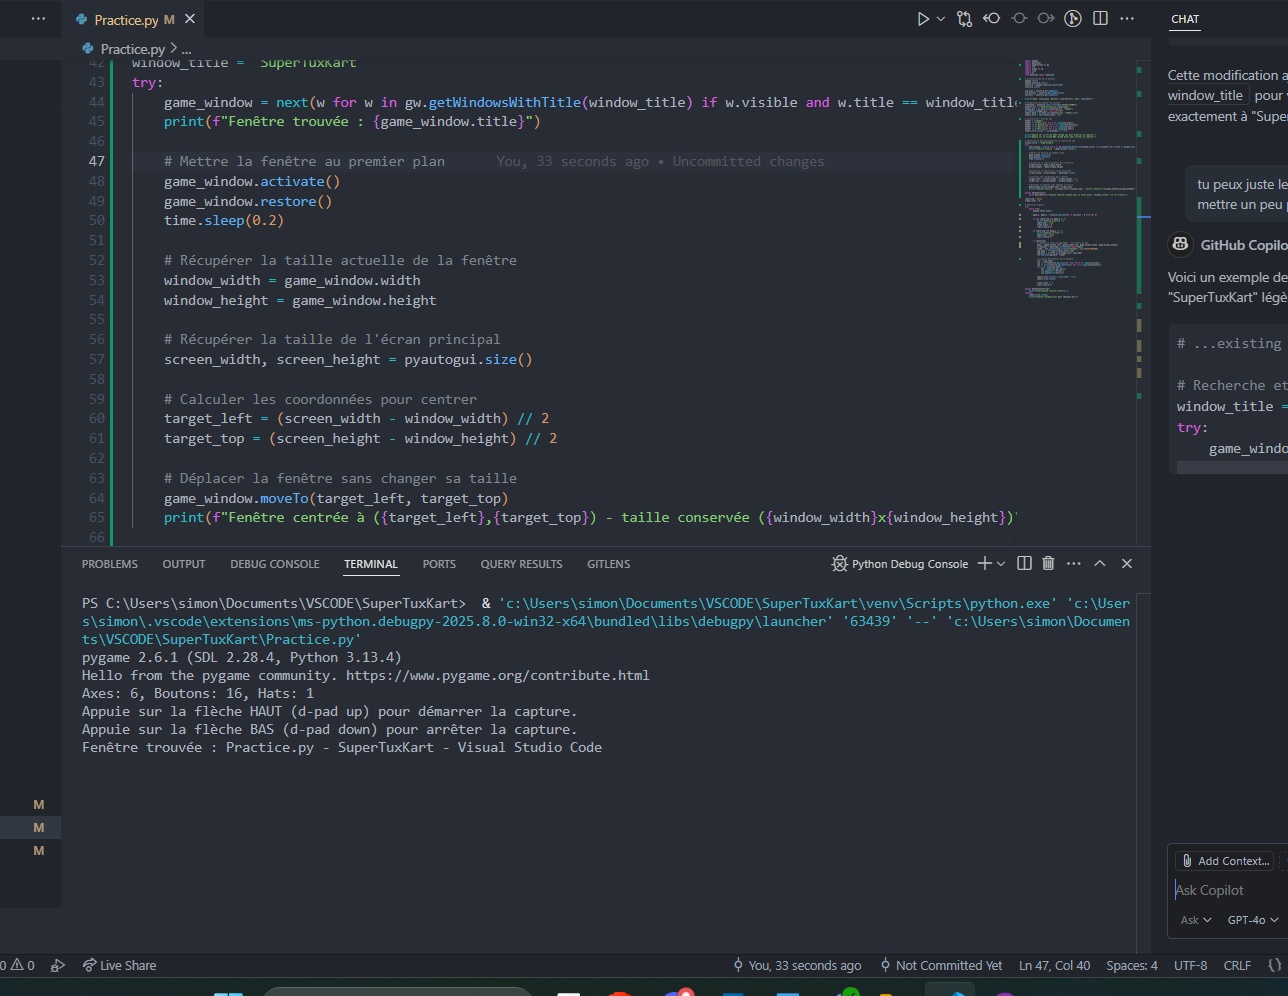 Practice.py M
CHAT
Practice.py > ...
42 window_title = "SuperTuxKart"
43 try:
44 game_window = next(w for w in gw.getWindowsWithTitle(window_title) if w.visible and w.title == window_titl
45 print(f"Fenêtre trouvée : {game_window.title}")
46
47 # Mettre la fenêtre au premier plan You, 33 seconds ago • Uncommitted changes
48 game_window.activate()
49 game_window.restore()
50 time.sleep(0.2)
51
52 # Récupérer la taille actuelle de la fenêtre
53 window_width = game_window.width
54 window_height = game_window.height
55
56 # Récupérer la taille de l'écran principal
57 screen_width, screen_height = pyautogui.size()
58
59 # Calculer les coordonnées pour centrer
60 target_left = (screen_width - window_width) // 2
61 target_top = (screen_height - window_height) // 2
62
63 # Déplacer la fenêtre sans changer sa taille
64 game_window.moveTo(target_left, target_top)
65 print(f"Fenêtre centrée à ({target_left},{target_top}) - taille conservée ({window_width}x{window_height})"
66
PROBLEMS OUTPUT DEBUG CONSOLE TERMINAL PORTS QUERY RESULTS GITLENS
Python Debug Console
PS C:\Users\simon\Documents\VSCODE\SuperTuxKart> & 'c:\Users\simon\Documents\VSCODE\SuperTuxKart\venv\Scripts\python.exe' 'c:\User
s\simon\.vscode\extensions\ms-python.debugpy-2025.8.0-win32-x64\bundled\libs\debugpy\launcher' '63439' '--' 'c:\Users\simon\Documen
ts\VSCODE\SuperTuxKart\Practice.py'
pygame 2.6.1 (SDL 2.28.4, Python 3.13.4)
Hello from the pygame community. https://www.pygame.org/contribute.html
Axes: 6, Boutons: 16, Hats: 1
Appuie sur la flèche HAUT (d-pad up) pour démarrer la capture.
Appuie sur la flèche BAS (d-pad down) pour arrêter la capture.
Fenêtre trouvée : Practice.py - SuperTuxKart - Visual Studio Code
M
M
M
Cette modification a
window_title pour
exactement à "Supe
tu peux juste le
mettre un peu
GitHub Copilo
Voici un exemple de
"SuperTuxKart" légè
# ...existing
# Recherche et
window_title =
try:
game_windo
Add Context...
Ask Copilot
Ask GPT-4o
0 0 Live Share
You, 33 seconds ago Not Committed Yet Ln 47, Col 40 Spaces: 4 UTF-8 CRLF {}